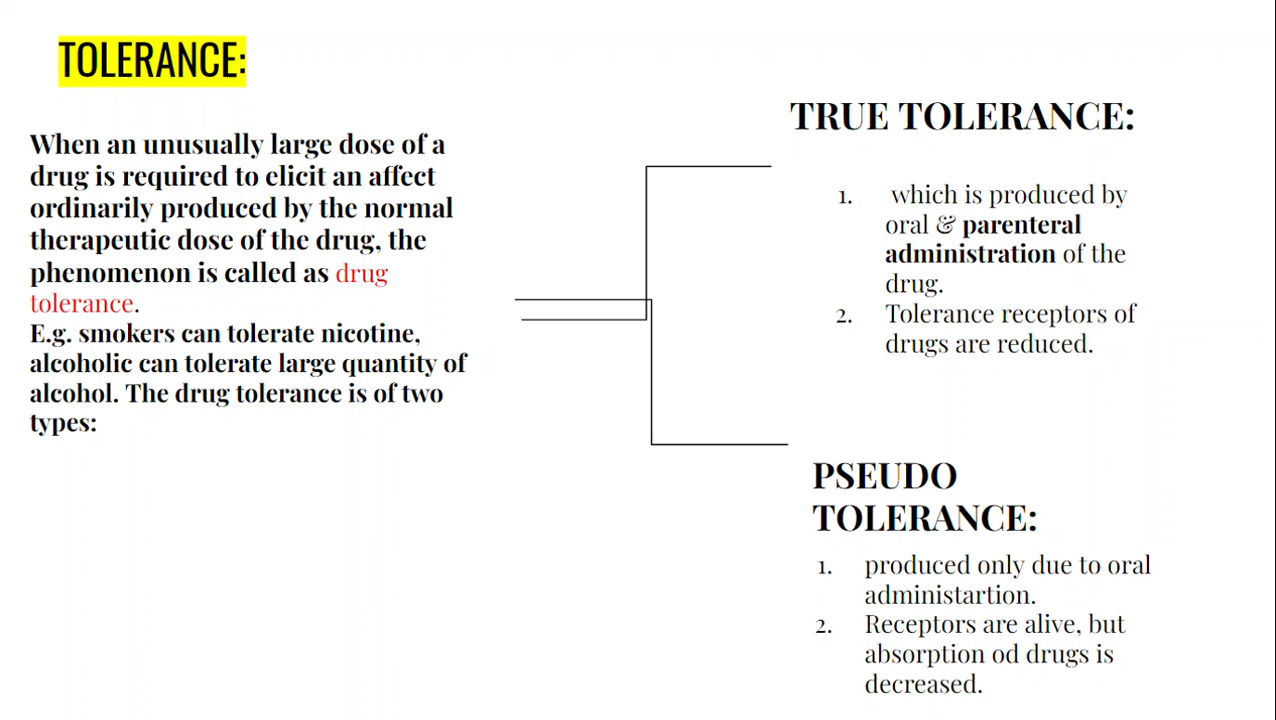 TOLERANCE:
When an unusually large dose of a
drug is required to elicit an affect
ordinarily produced by the normal
therapeutic dose of the drug, the
phenomenon is called as drug
tolerance.
E.g. smokers can tolerate nicotine,
alcoholic can tolerate large quantity of
alcohol. The drug tolerance is of two
types:
TRUE TOLERANCE:
1. which is produced by
oral & parenteral
administration of the
drug.
2. Tolerance receptors of
drugs are reduced.
PSEUDO
TOLERANCE:
1. produced only due to oral
administartion.
2. Receptors are alive, but
absorption od drugs is
decreased.